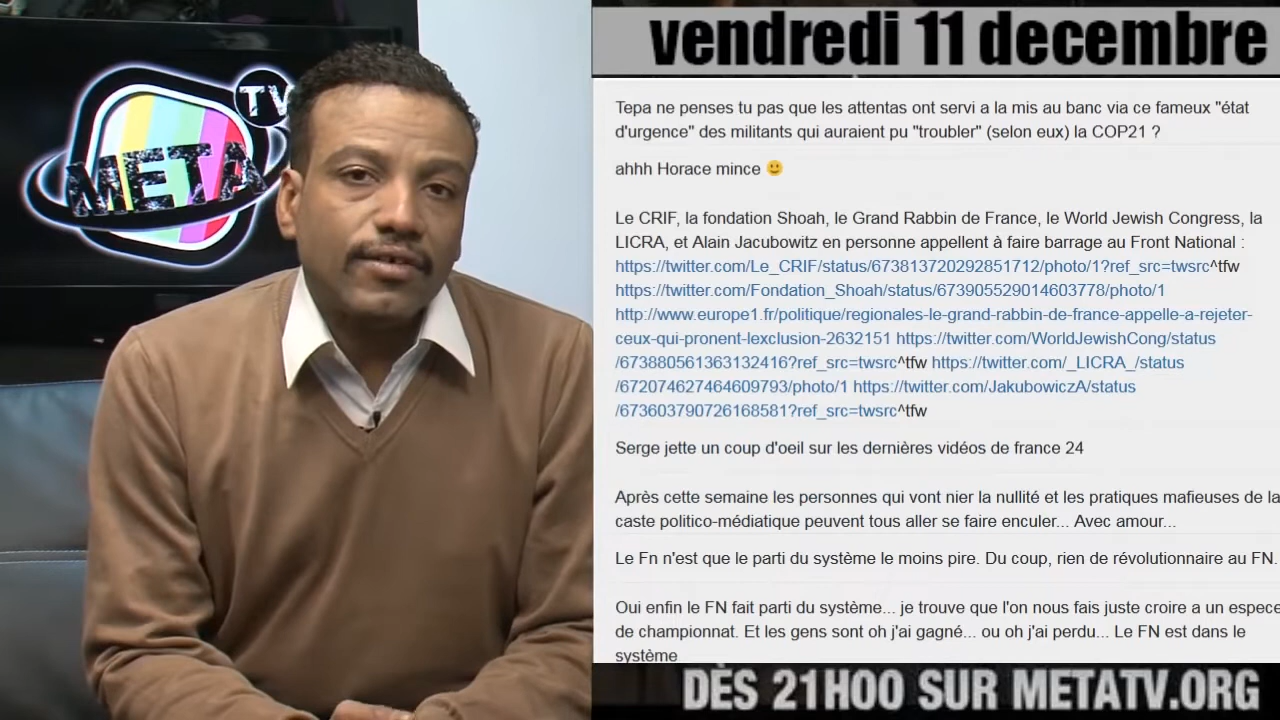 META
TV
vendredi 11 decembre
Tepa ne penses tu pas que les attentas ont servi a la mis au banc via ce fameux "état
d'urgence" des militants qui auraient pu "troubler" (selon eux) la COP21 ?
ahhh Horace mince 🙂
Le CRIF, la fondation Shoah, le Grand Rabbin de France, le World Jewish Congress, la
LICRA, et Alain Jacubowitz en personne appellent à faire barrage au Front National :
https://twitter.com/Le_CRIF/status/673813720292851712/photo/1?ref_src=twsrc^tfw
https://twitter.com/Fondation_Shoah/status/673905529014603778/photo/1
http://www.europe1.fr/politique/regionales-le-grand-rabbin-de-france-appelle-a-rejeter-
ceux-qui-pronent-lexclusion-2632151 https://twitter.com/WorldJewishCong/status
/673880561363132416?ref_src=twsrc^tfw https://twitter.com/_LICRA_/status
/672074627464609793/photo/1 https://twitter.com/JakubowiczA/status
/673603790726168581?ref_src=twsrc^tfw
Serge jette un coup d'oeil sur les dernières vidéos de france 24
Après cette semaine les personnes qui vont nier la nullité et les pratiques mafieuses de la
caste politico-médiatique peuvent tous aller se faire enculer... Avec amour...
Le Fn n'est que le parti du système le moins pire. Du coup, rien de révolutionnaire au FN.
Oui enfin le FN fait parti du système... je trouve que l'on nous fais juste croire a un espece
de championnat. Et les gens sont oh j'ai gagné... ou oh j'ai perdu... Le FN est dans le
système
DÈS 21H00 SUR METATV.ORG